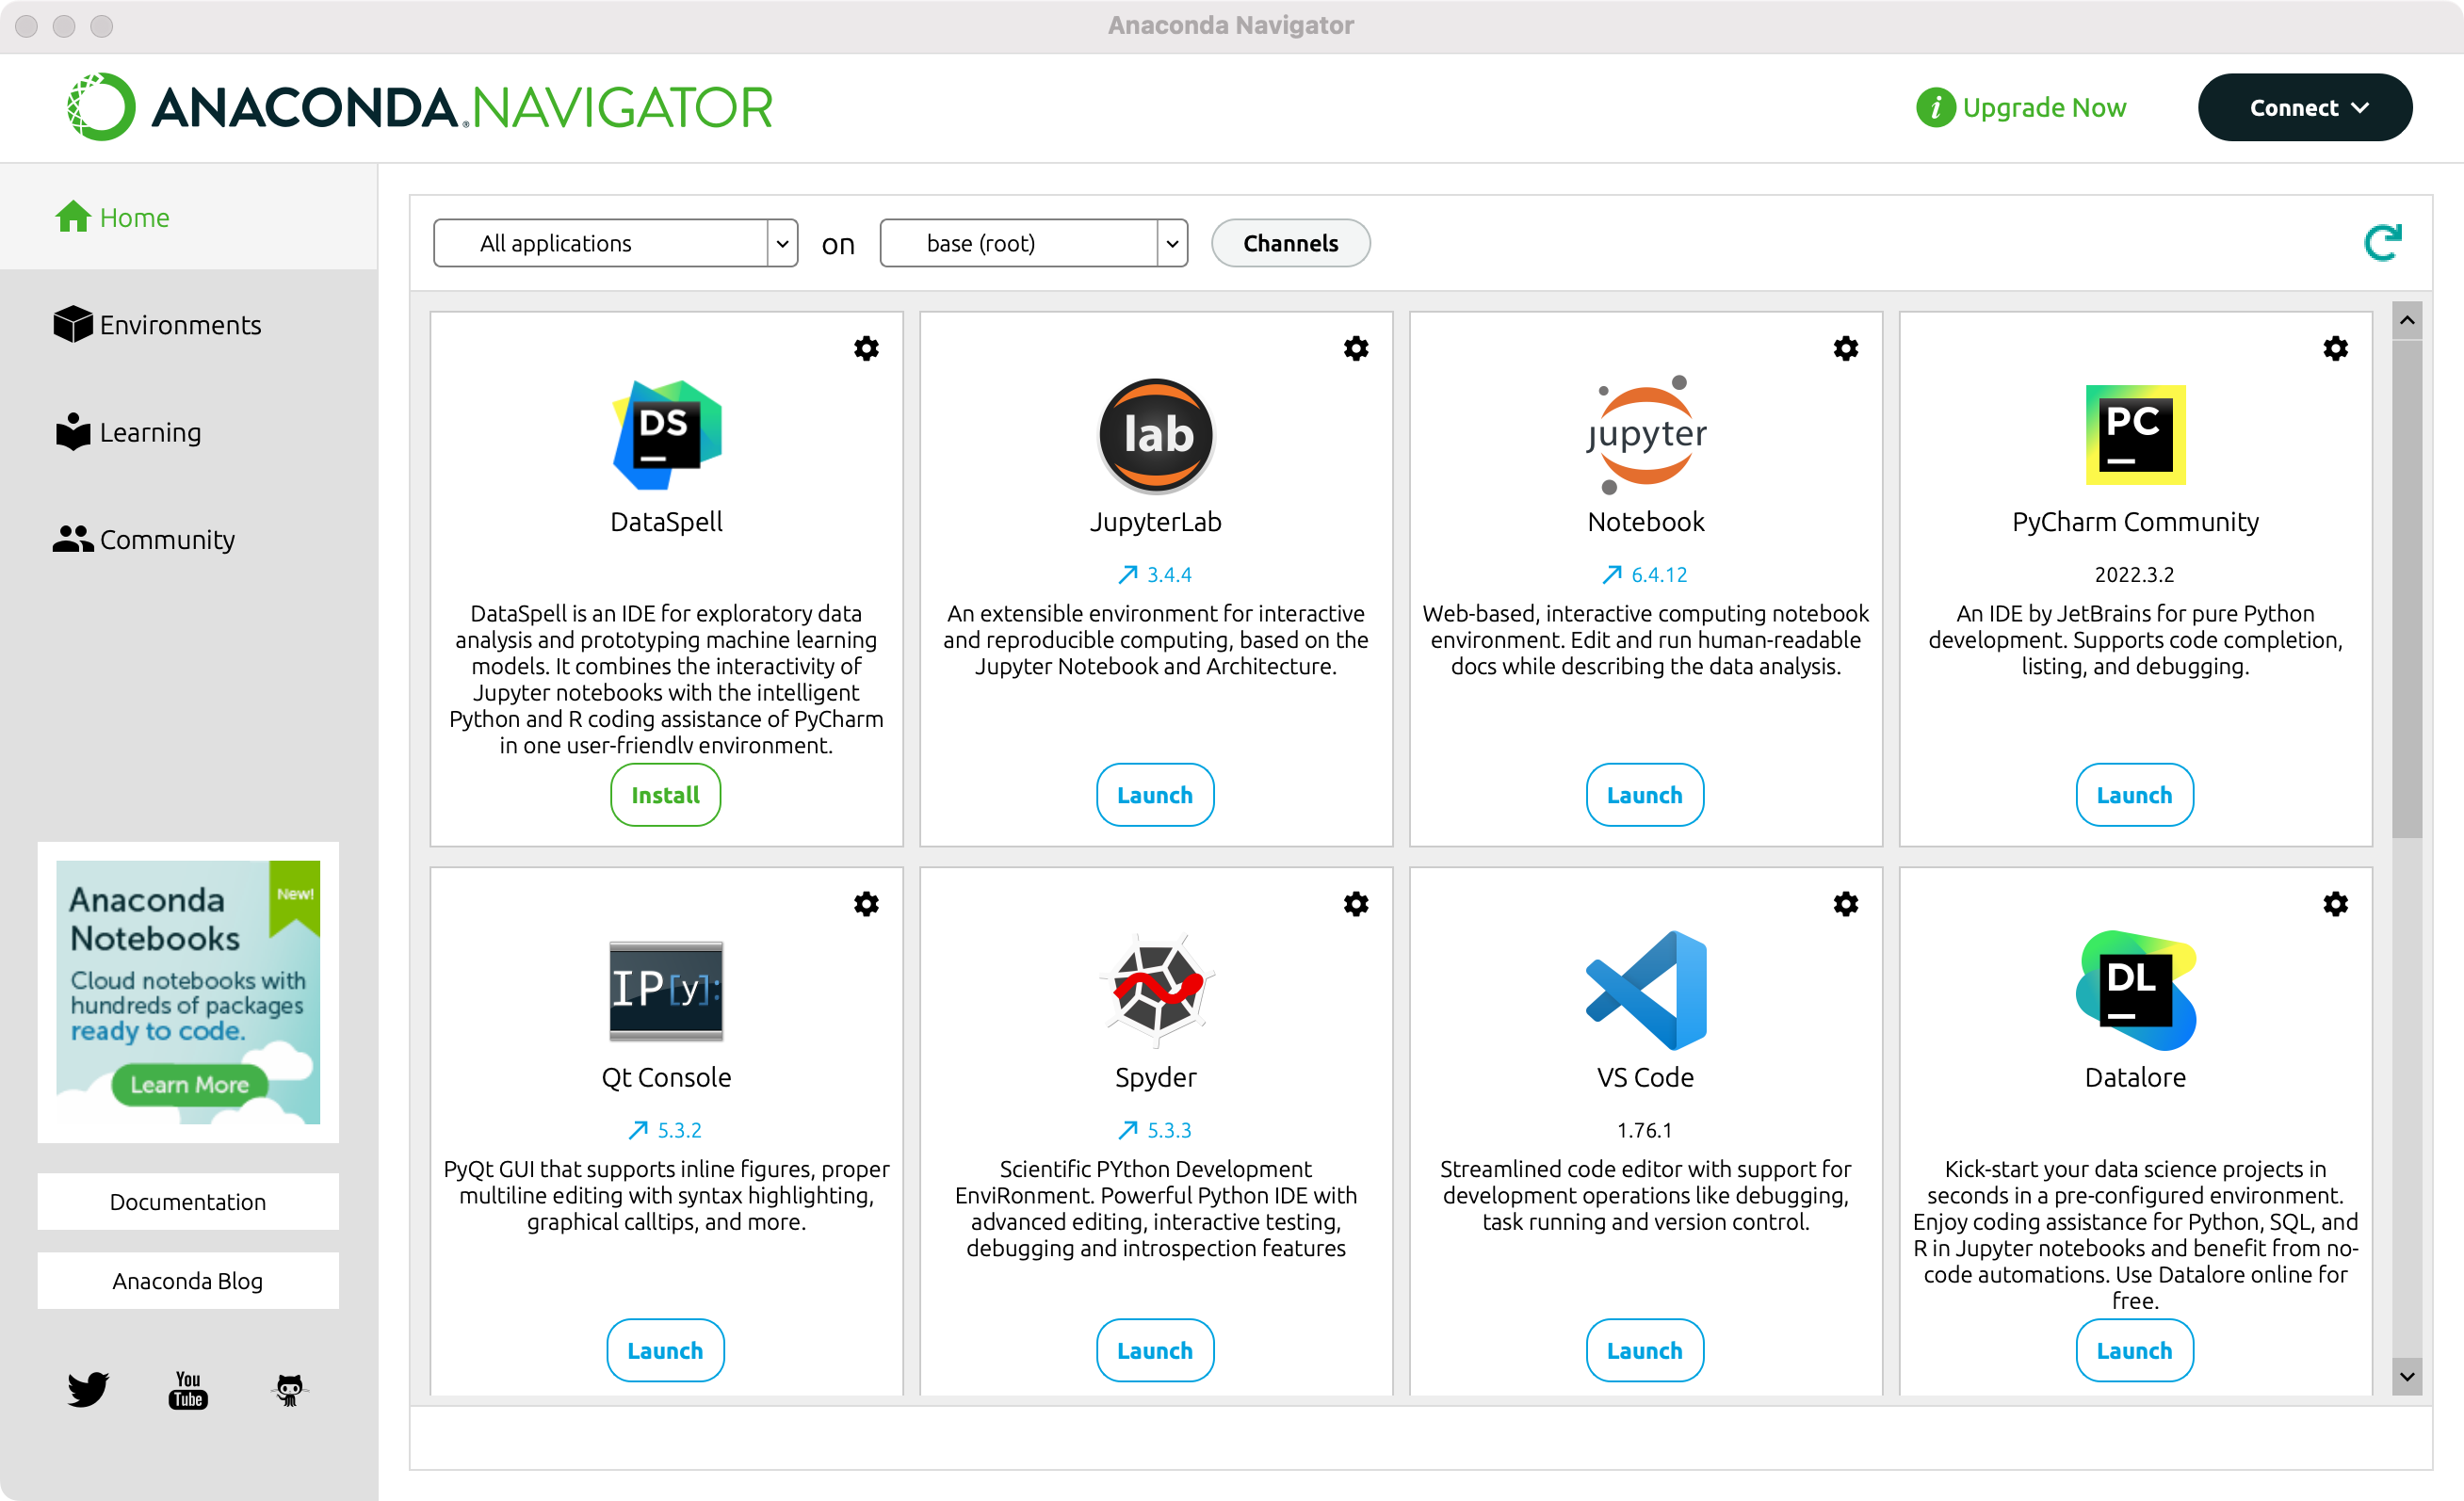 Anaconda Navigator
ANACONDA.NAVIGATOR
Upgrade Now
Connect
Home
Environments
Learning
Community
Anaconda
Notebooks
New!
Cloud notebooks with
hundreds of packages
ready to code.
Learn More
Documentation
Anaconda Blog
You
Tube
All applications
on
base (root)
Channels
DS
DataSpell
DataSpell is an IDE for exploratory data
analysis and prototyping machine learning
models. It combines the interactivity of
Jupyter notebooks with the intelligent
Python and R coding assistance of PyCharm
in one user-friendly environment.
Install
lab
JupyterLab
3.4.4
An extensible environment for interactive
and reproducible computing, based on the
Jupyter Notebook and Architecture.
Launch
jupyter
Notebook
6.4.12
Web-based, interactive computing notebook
environment. Edit and run human-readable
docs while describing the data analysis.
Launch
PC
PyCharm Community
2022.3.2
An IDE by JetBrains for pure Python
development. Supports code completion,
listing, and debugging.
Launch
IP[y]:
Qt Console
5.3.2
PyQt GUI that supports inline figures, proper
multiline editing with syntax highlighting,
graphical calltips, and more.
Launch
Spyder
5.3.3
Scientific PYthon Development
EnviRonment. Powerful Python IDE with
advanced editing, interactive testing,
debugging and introspection features
Launch
VS Code
1.76.1
Streamlined code editor with support for
development operations like debugging,
task running and version control.
Launch
DL
Datalore
Kick-start your data science projects in
seconds in a pre-configured environment.
Enjoy coding assistance for Python, SQL, and
R in Jupyter notebooks and benefit from no-
code automations. Use Datalore online for
free.
Launch